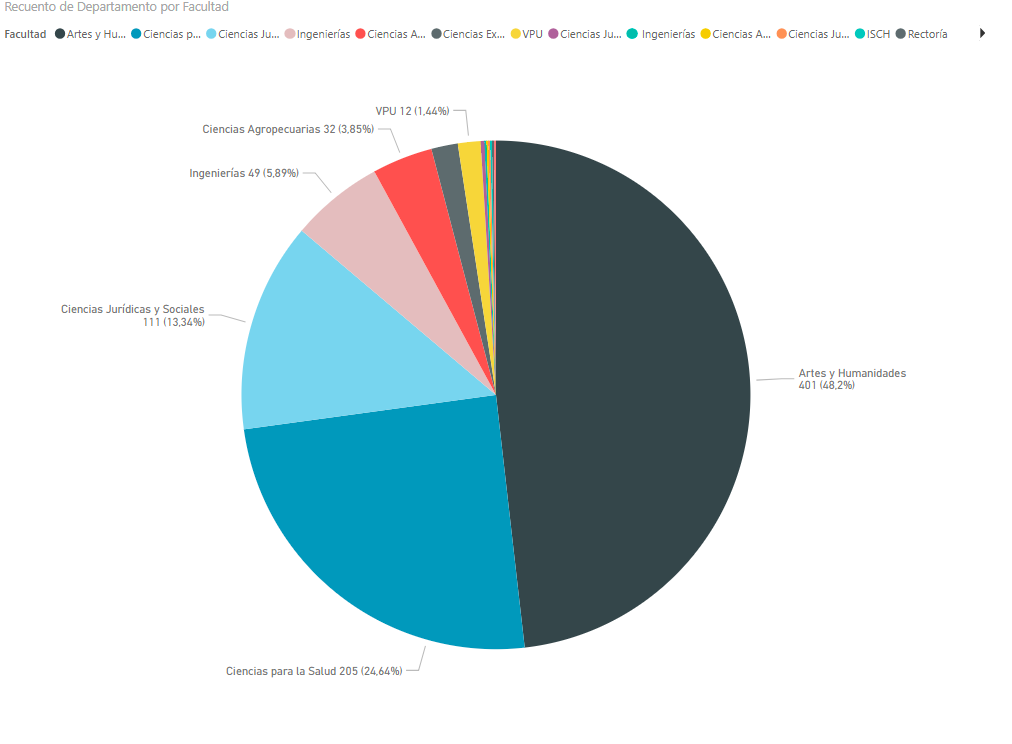 Recuento de Departamento por Facultad
Facultad Artes y Hu... Ciencias p... Ciencias Ju... Ingenierías Ciencias A... Ciencias Ex... VPU Ciencias Ju... Ingenierías Ciencias A... Ciencias Ju... ISCH Rectoría
VPU 12 (1,44%)
Ciencias Agropecuarias 32 (3,85%)
Ingenierías 49 (5,89%)
Ciencias Jurídicas y Sociales
111 (13,34%)
Artes y Humanidades
401 (48,2%)
Ciencias para la Salud 205 (24,64%)